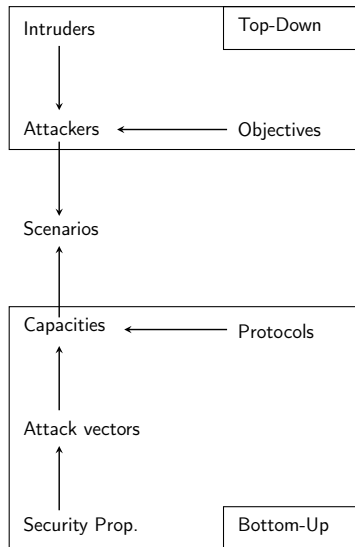 Intruders
Top-Down
Attackers
Objectives
Scenarios
Capacities
Protocols
Attack vectors
Security Prop.
Bottom-Up